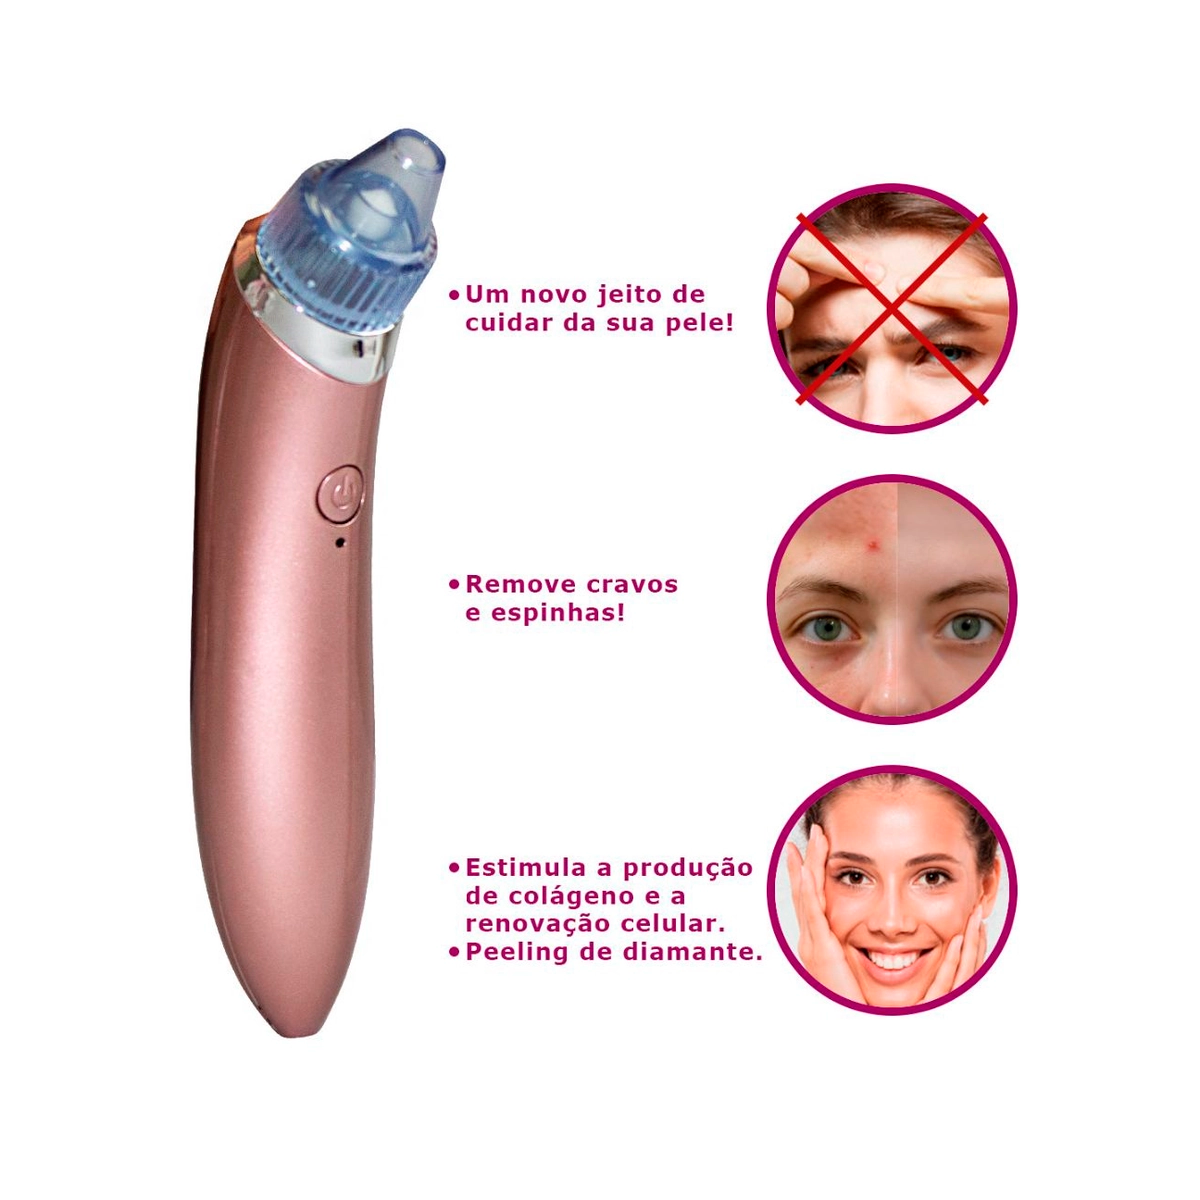 •Um novo jeito de
cuidar da sua pele!
•Remove cravos
e espinhas!
•Estimula a produção
de colágeno e a
renovação celular.
•Peeling de diamante.